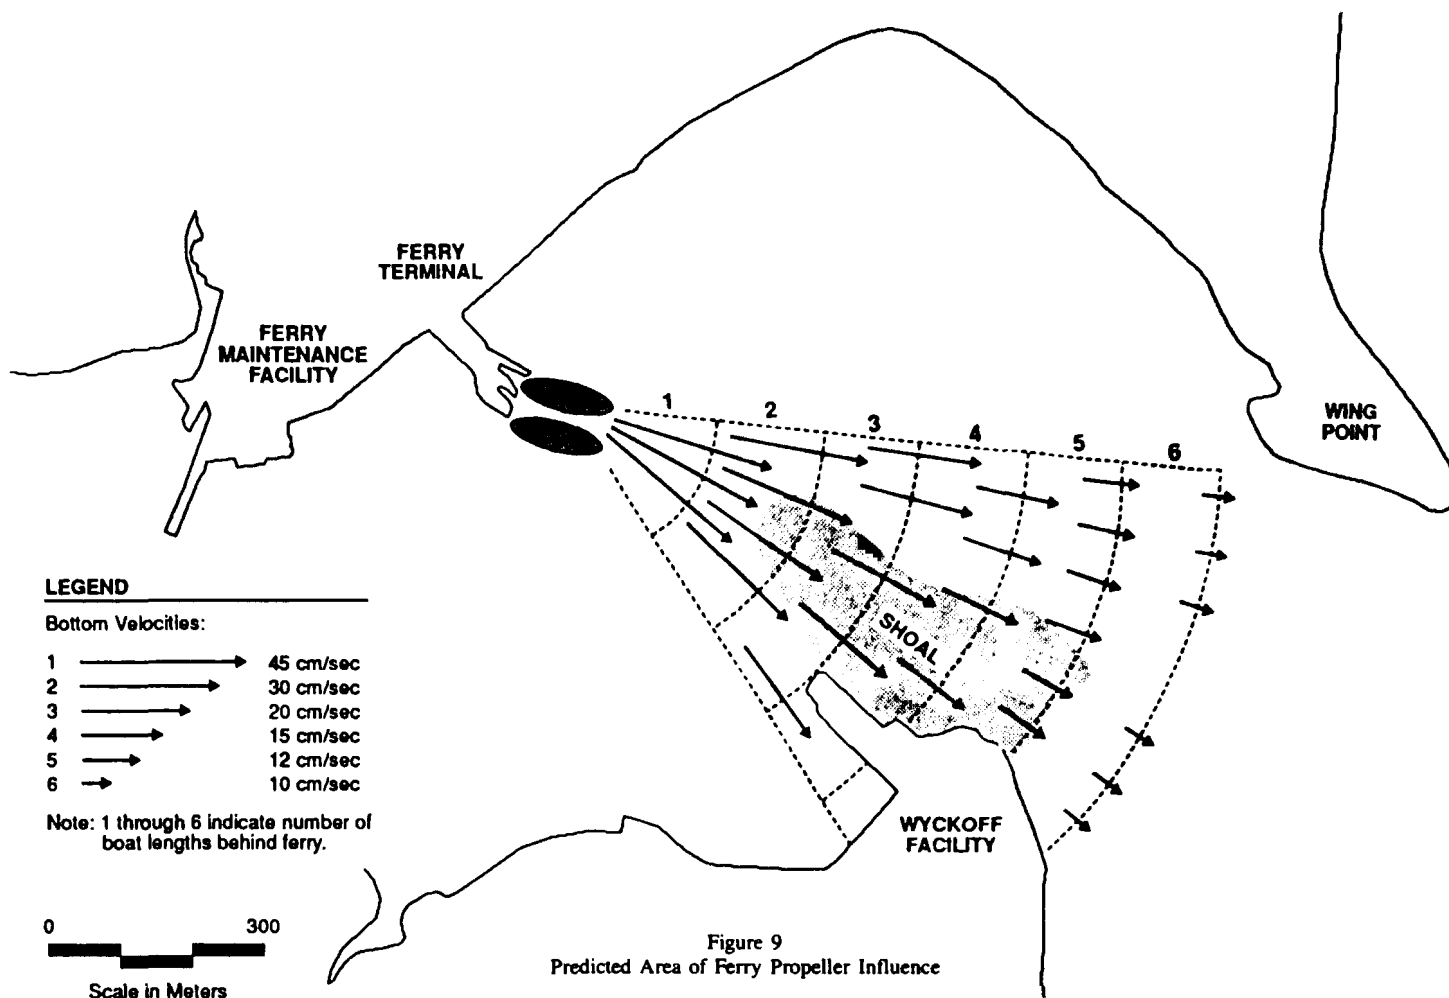 FERRY
TERMINAL
FERRY
MAINTENANCE
FACILITY
1
2
3
4
5
6
WING
POINT
SHOAL
WYCKOFF
FACILITY
LEGEND
Bottom Velocities:
1 45 cm/sec
2 30 cm/sec
3 20 cm/sec
4 15 cm/sec
5 12 cm/sec
6 10 cm/sec
Note: 1 through 6 indicate number of
boat lengths behind ferry.
0 300
Scale in Meters
Figure 9
Predicted Area of Ferry Propeller Influence